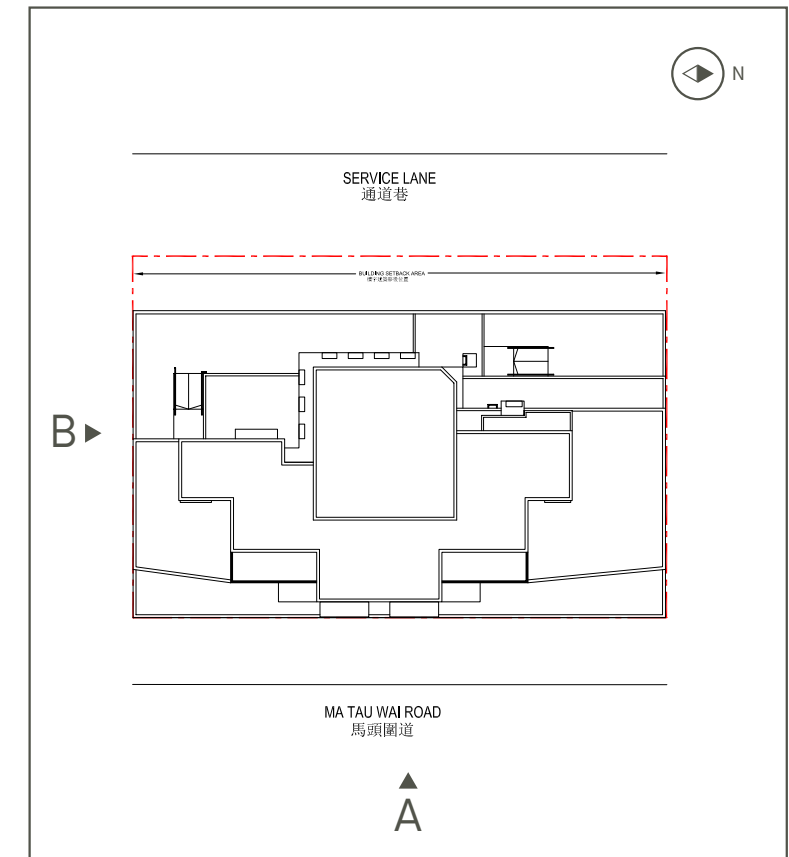 N
SERVICE LANE
通道巷
BUILDING SETBACK AREA
B
MA TAU WAI ROAD
馬頭圍道
A